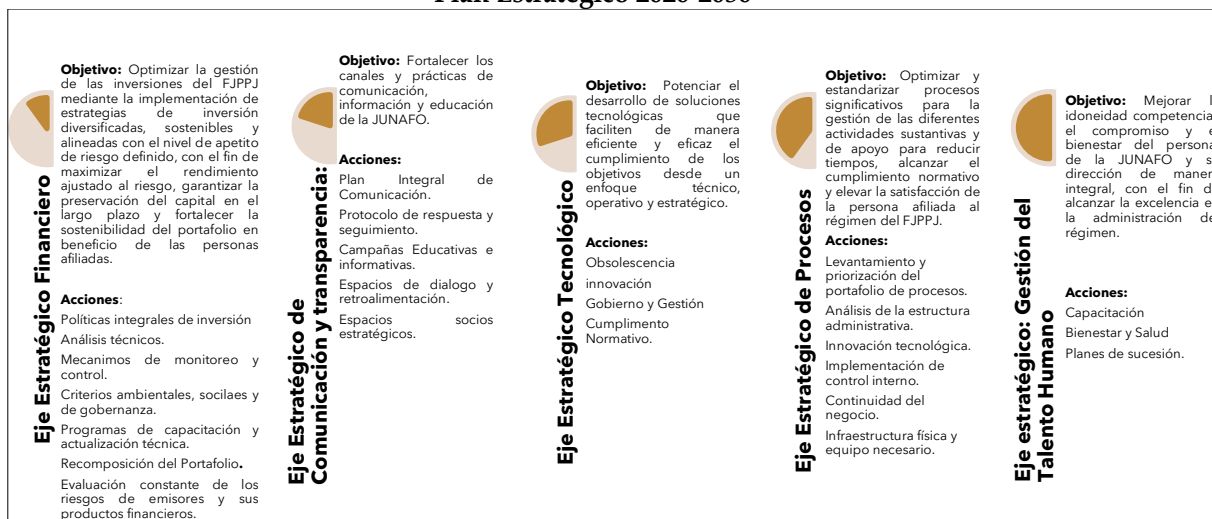 Plan Estratégico 2026-2030
Eje Estratégico Financiero
Objetivo: Optimizar la gestión
de las inversiones del FJPPJ
mediante la implementación de
estrategias de inversión
diversificadas, sostenibles y
alineadas con el nivel de apetito
de riesgo definido, con el fin de
maximizar el rendimiento
ajustado al riesgo, garantizar la
preservación del capital en el
largo plazo y fortalecer la
sostenibilidad del portafolio en
beneficio de las personas
afiliadas.
Acciones:
Políticas integrales de inversión
Análisis técnicos.
Mecanimos de monitoreo y
control.
Criterios ambientales, socilaes y
de gobernanza.
Programas de capacitación y
actualización técnica.
Recomposición del Portafolio.
Evaluación constante de los
riesgos de emisores y sus
productos financieros.
Eje Estratégico de
Comunicación y transparencia:
Objetivo: Fortalecer los
canales y prácticas de
comunicación,
información y educación
de la JUNAFO.
Acciones:
Plan Integral de
Comunicación.
Protocolo de respuesta y
seguimiento.
Campañas Educativas e
informativas.
Espacios de dialogo y
retroalimentación.
Espacios socios
estratégicos.
Eje Estratégico Tecnológico
Objetivo: Potenciar el
desarrollo de soluciones
tecnológicas que
faciliten de manera
eficiente y eficaz el
cumplimiento de los
objetivos desde un
enfoque técnico,
operativo y estratégico.
Acciones:
Obsolescencia
innovación
Gobierno y Gestión
Cumplimento
Normativo.
Eje Estratégico de Procesos
Objetivo: Optimizar y
estandarizar procesos
significativos para la
gestión de las diferentes
actividades sustantivas y
de apoyo para reducir
tiempos, alcanzar el
cumplimiento normativo
y elevar la satisfacción de
la persona afiliada al
régimen del FJPPJ.
Acciones:
Levantamiento y
priorización del
portafolio de procesos.
Análisis de la estructura
administrativa.
Innovación tecnológica.
Implementación de
control interno.
Continuidad del
negocio.
Infraestructura física y
equipo necesario.
Eje estratégico: Gestión del
Talento Humano
Objetivo: Mejorar l
idoneidad competencia
el compromiso y e
bienestar del persona
de la JUNAFO y s
dirección de maner
integral, con el fin d
alcanzar la excelencia e
la administración de
régimen.
Acciones:
Capacitación
Bienestar y Salud
Planes de sucesión.